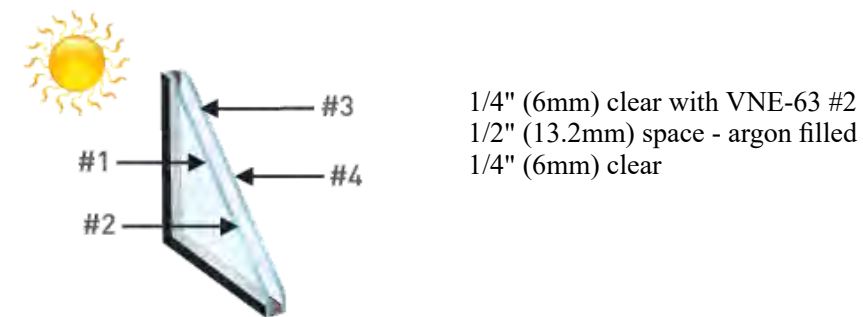 #3
#1
#4
#2
1/4" (6mm) clear with VNE-63 #2
1/2" (13.2mm) space - argon filled
1/4" (6mm) clear